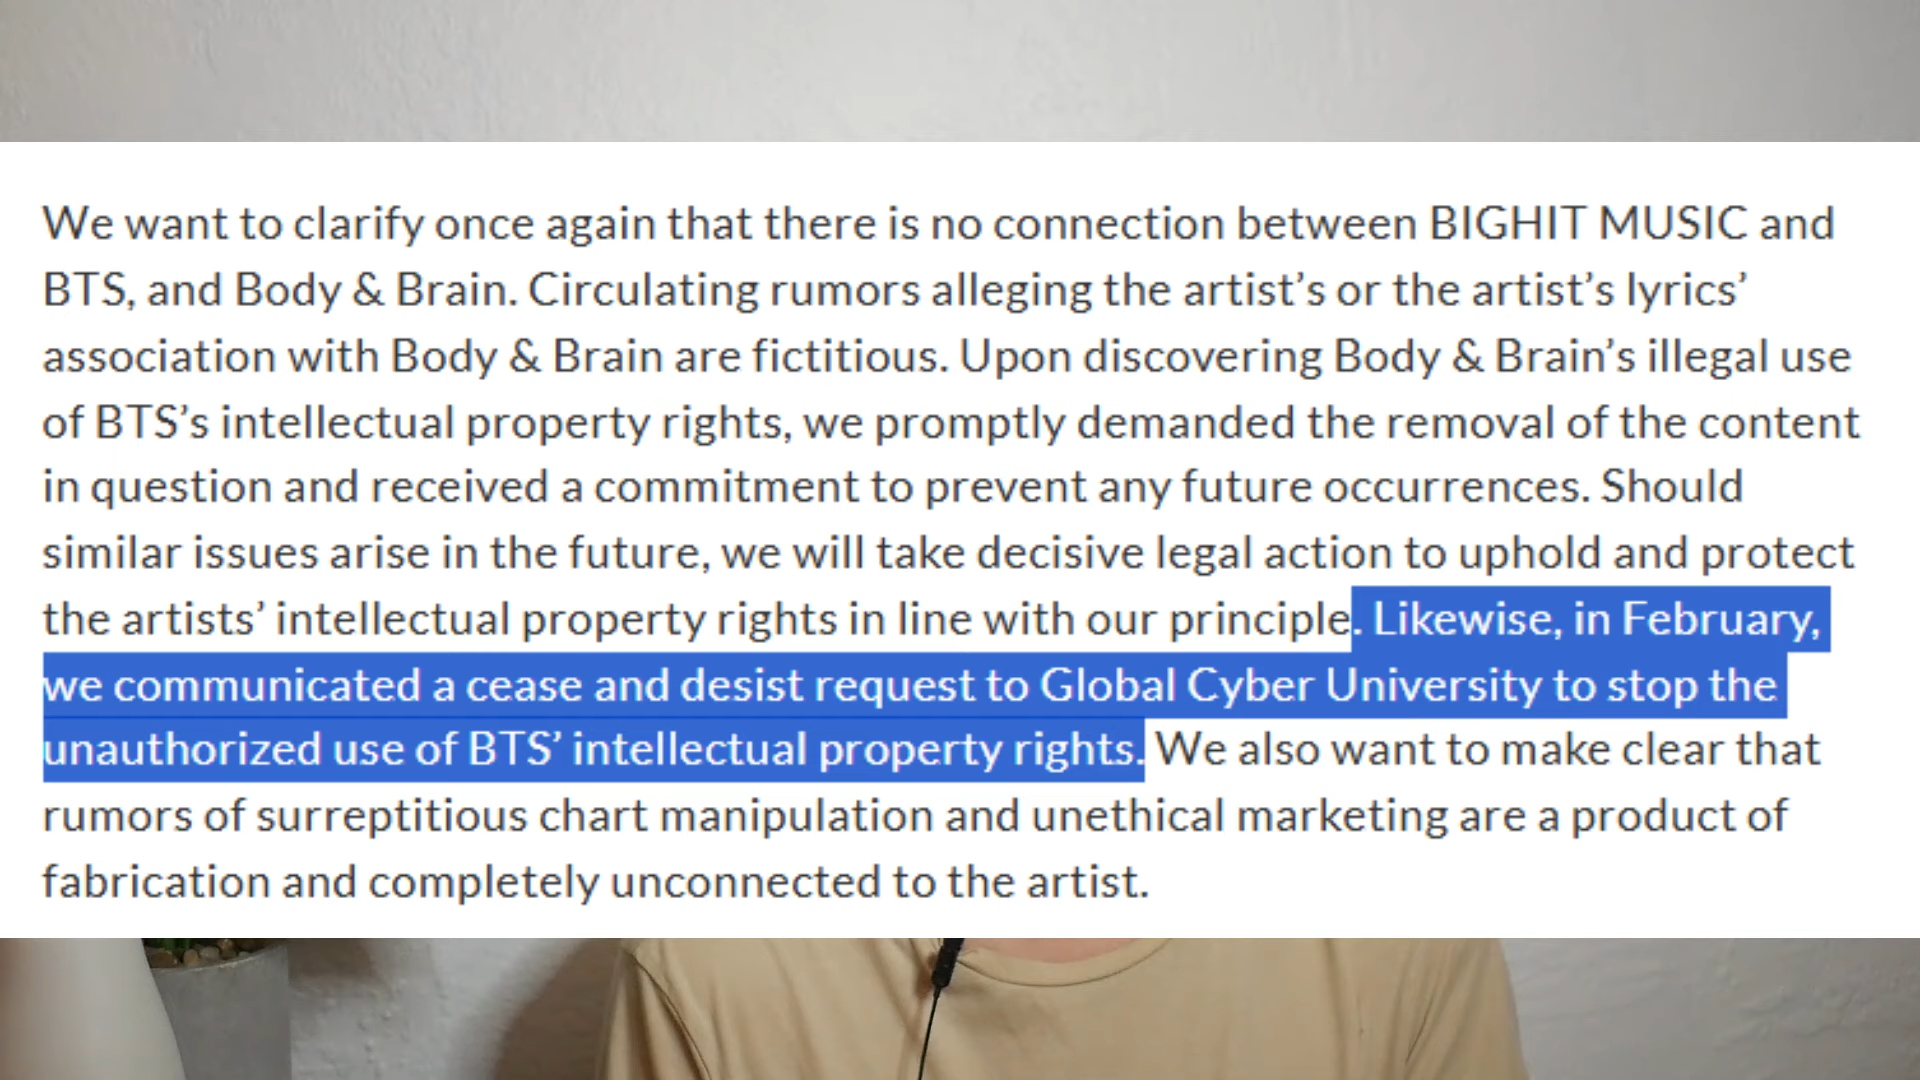 We want to clarify once again that there is no connection between BIGHIT MUSIC and
BTS, and Body & Brain. Circulating rumors alleging the artist’s or the artist’s lyrics’
association with Body & Brain are fictitious. Upon discovering Body & Brain’s illegal use
of BTS’s intellectual property rights, we promptly demanded the removal of the content
in question and received a commitment to prevent any future occurrences. Should
similar issues arise in the future, we will take decisive legal action to uphold and protect
the artists’ intellectual property rights in line with our principle. Likewise, in February,
we communicated a cease and desist request to Global Cyber University to stop the
unauthorized use of BTS’ intellectual property rights. We also want to make clear that
rumors of surreptitious chart manipulation and unethical marketing are a product of
fabrication and completely unconnected to the artist.